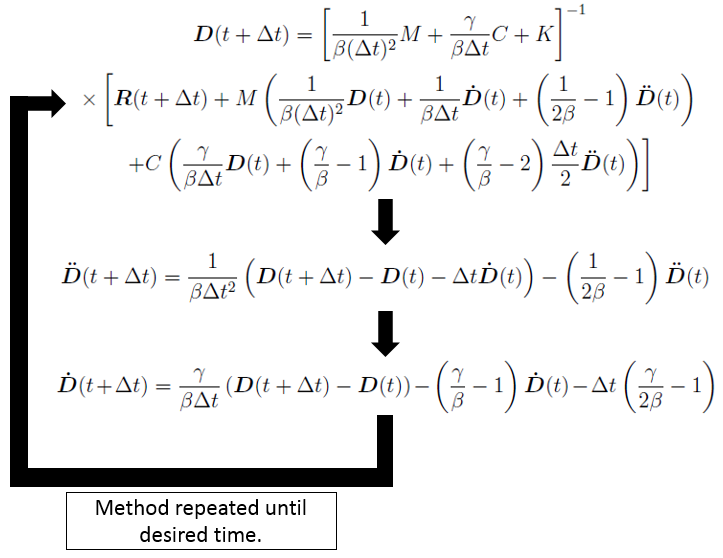 D(t + Δt) = [ 1/(β(Δt)²) M + γ/(βΔt) C + K ]⁻¹
× [ R(t + Δt) + M ( 1/(β(Δt)²) D(t) + 1/(βΔt) Ḋ(t) + ( 1/(2β) − 1 ) D̈(t) )
+C ( γ/(βΔt) D(t) + ( γ/β − 1 ) Ḋ(t) + ( γ/β − 2 ) Δt/2 D̈(t) ) ]
D̈(t + Δt) = 1/(βΔt²) ( D(t + Δt) − D(t) − ΔtḊ(t) ) − ( 1/(2β) − 1 ) D̈(t)
Ḋ(t+Δt) = γ/(βΔt) (D(t + Δt) − D(t)) − ( γ/β − 1 ) Ḋ(t) − Δt ( γ/(2β) − 1 )
Method repeated until
desired time.